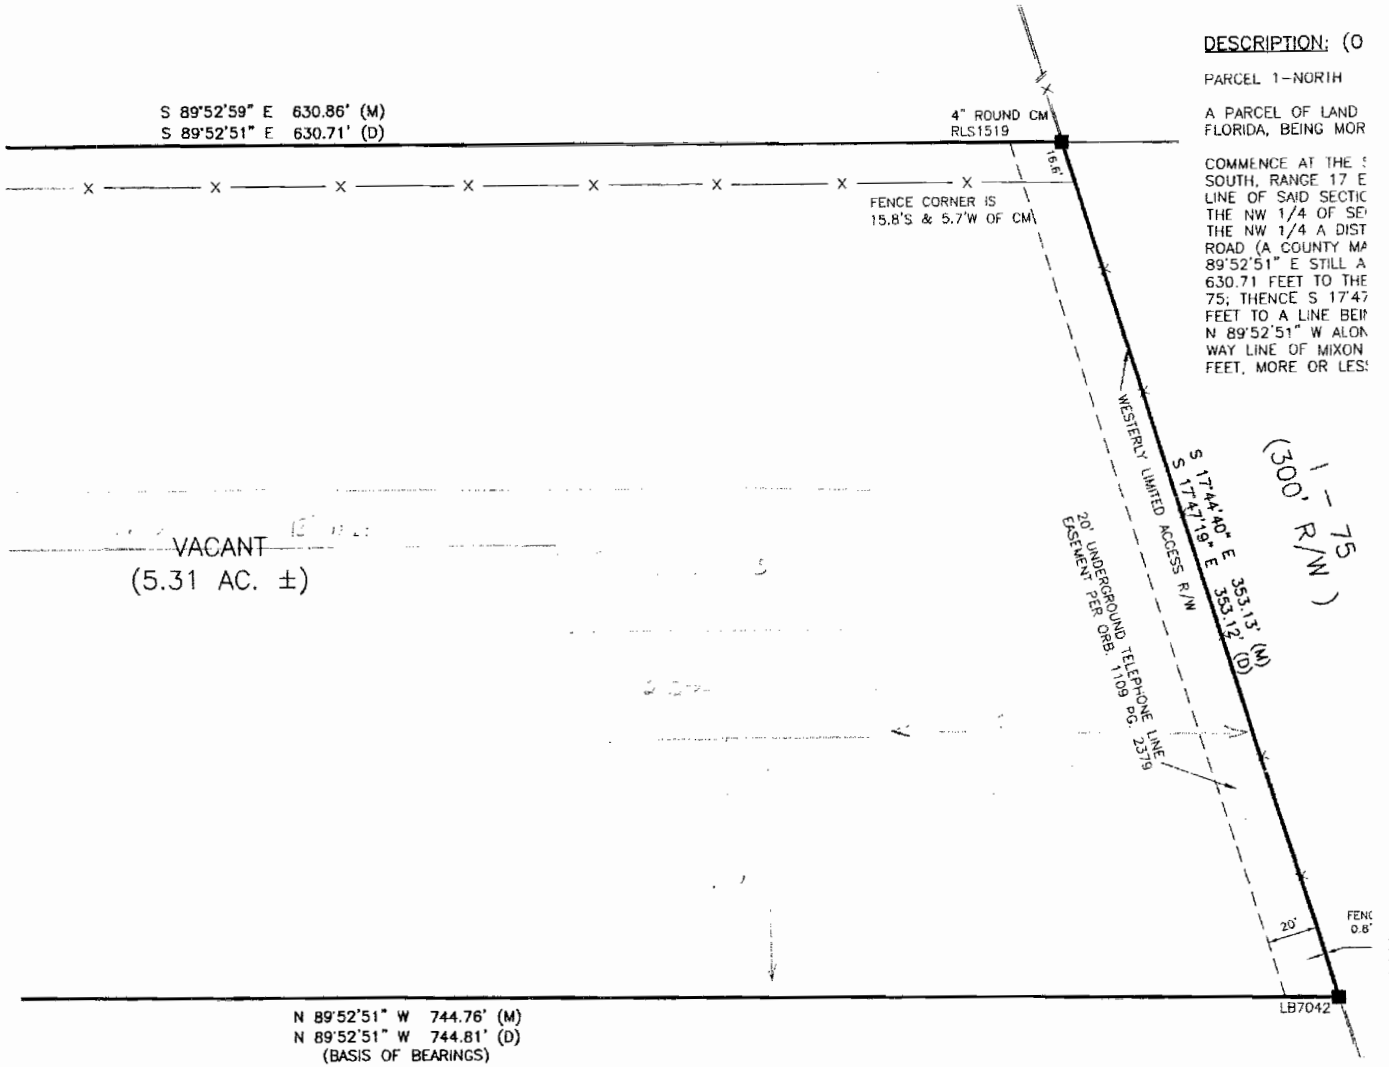 S 89°52'59" E 630.86' (M)
S 89°52'51" E 630.71' (D)
4" ROUND CM
RLS1519
16.6'
FENCE CORNER IS
15.8'S & 5.7'W OF CM
DESCRIPTION: (O
PARCEL 1-NORTH
A PARCEL OF LAND
FLORIDA, BEING MOR
COMMENCE AT THE S
SOUTH, RANGE 17 E
LINE OF SAID SECTIO
THE NW 1/4 OF SE
THE NW 1/4 A DIST
ROAD (A COUNTY MA
89°52'51" E STILL A
630.71 FEET TO THE
75; THENCE S 17°47
FEET TO A LINE BEIN
N 89°52'51" W ALON
WAY LINE OF MIXON
FEET, MORE OR LESS
I - 75
(300' R/W )
WESTERLY LIMITED ACCESS R/W
S 17°44'40" E 353.13' (M)
S 17°47'19" E 353.12' (D)
20' UNDERGROUND TELEPHONE LINE
EASEMENT PER ORB. 1109 PG. 2379
VACANT
(5.31 AC. ±)
20'
FENC
0.8'
LB7042
N 89°52'51" W 744.76' (M)
N 89°52'51" W 744.81' (D)
(BASIS OF BEARINGS)